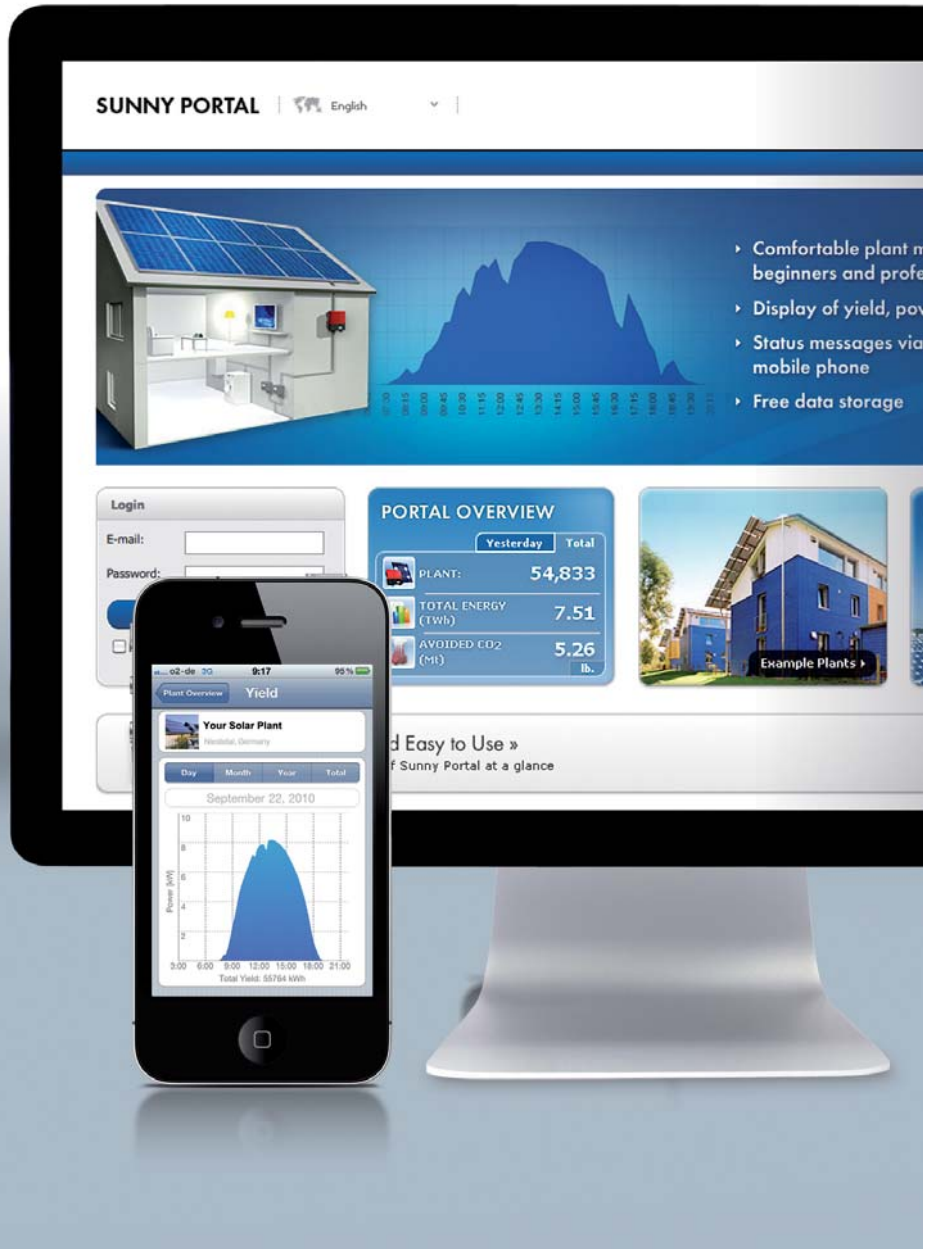 SUNNY PORTAL
English
Comfortable plant m
beginners and profe
Display of yield, pov
Status messages via
mobile phone
Free data storage
07:30 08:15 09:00 09:45 10:30 11:15 12:00 12:45 13:30 14:15 15:00 15:45 16:30 17:15 18:00 18:45 19:30 20:15
Login
E-mail:
Password:
PORTAL OVERVIEW
Yesterday Total
PLANT: 54,833
TOTAL ENERGY
(TWh) 7.51
AVOIDED CO2
(Mt) 5.26
lb.
Example Plants
d Easy to Use »
f Sunny Portal at a glance
o2-de 3G 9:17 95%
Plant Overview Yield
Your Solar Plant
Niestetal, Germany
Day Month Year Total
September 22, 2010
10
8
6
4
2
Power [kW]
3:00 6:00 9:00 12:00 15:00 18:00 21:00
Total Yield: 55764 kWh